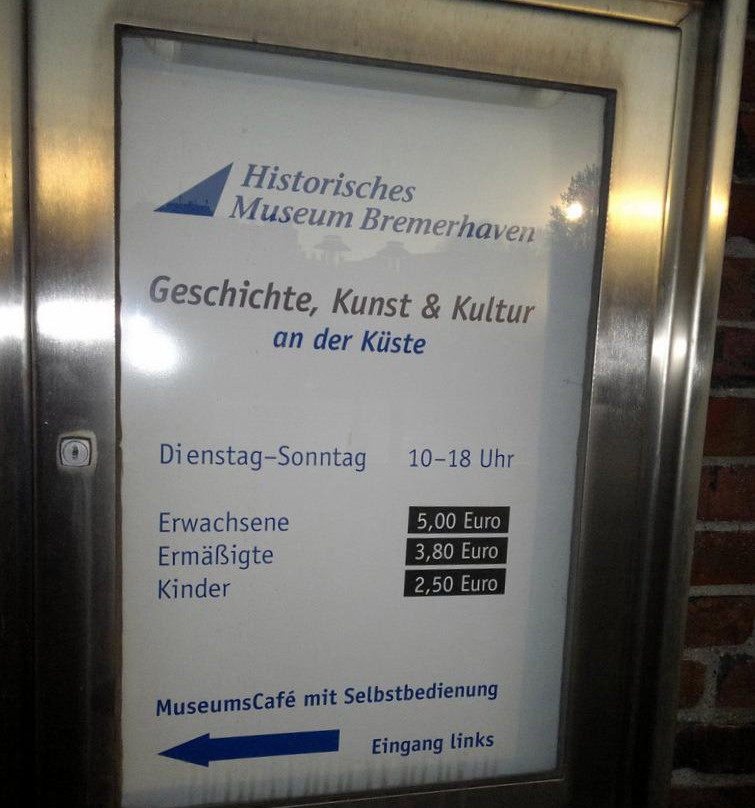 Historisches
Museum Bremerhaven
Geschichte, Kunst & Kultur
an der Küste
Dienstag–Sonntag 10–18 Uhr
Erwachsene 5,00 Euro
Ermäßigte 3,80 Euro
Kinder 2,50 Euro
MuseumsCafé mit Selbstbedienung
Eingang links